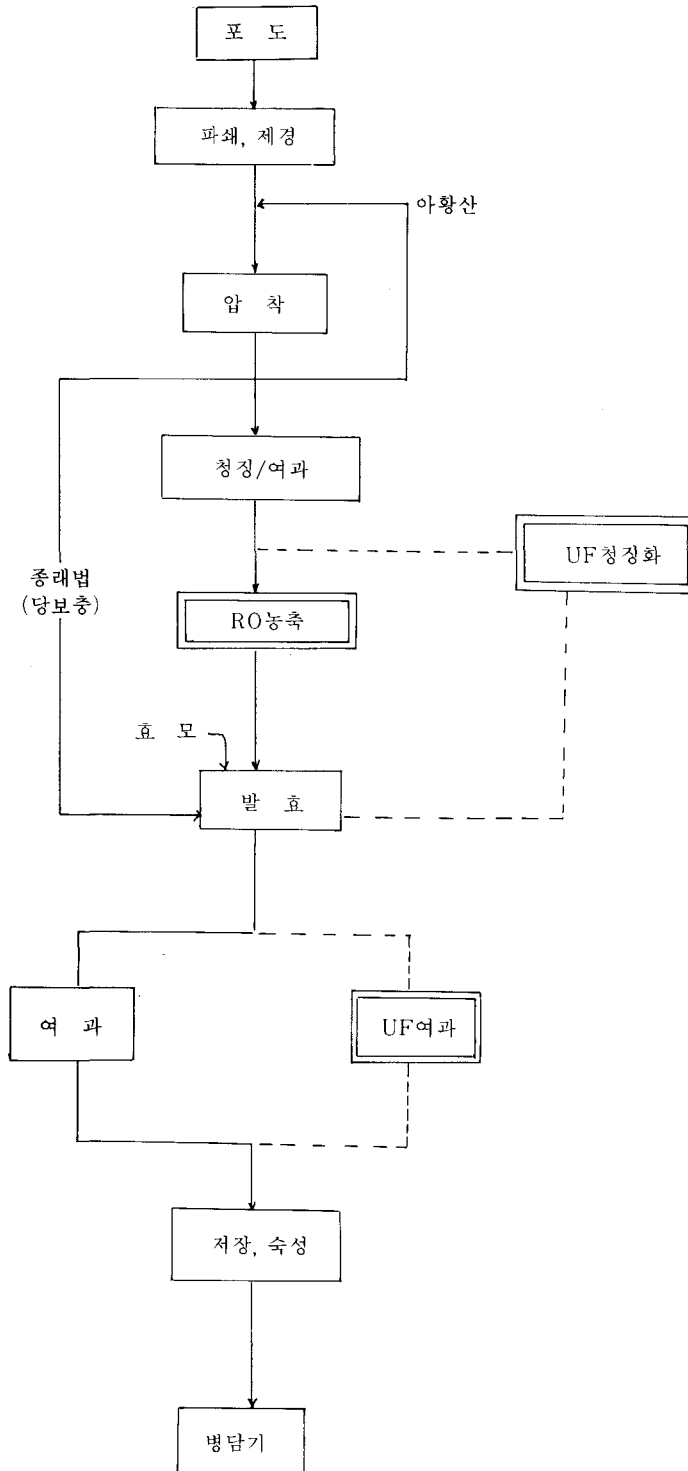 포 도
파쇄, 제경
아황산
압 착
청징/여과
UF청징화
종래법
(당보충)
RO농축
효 모
발 효
여 과
UF여과
저장, 숙성
병담기